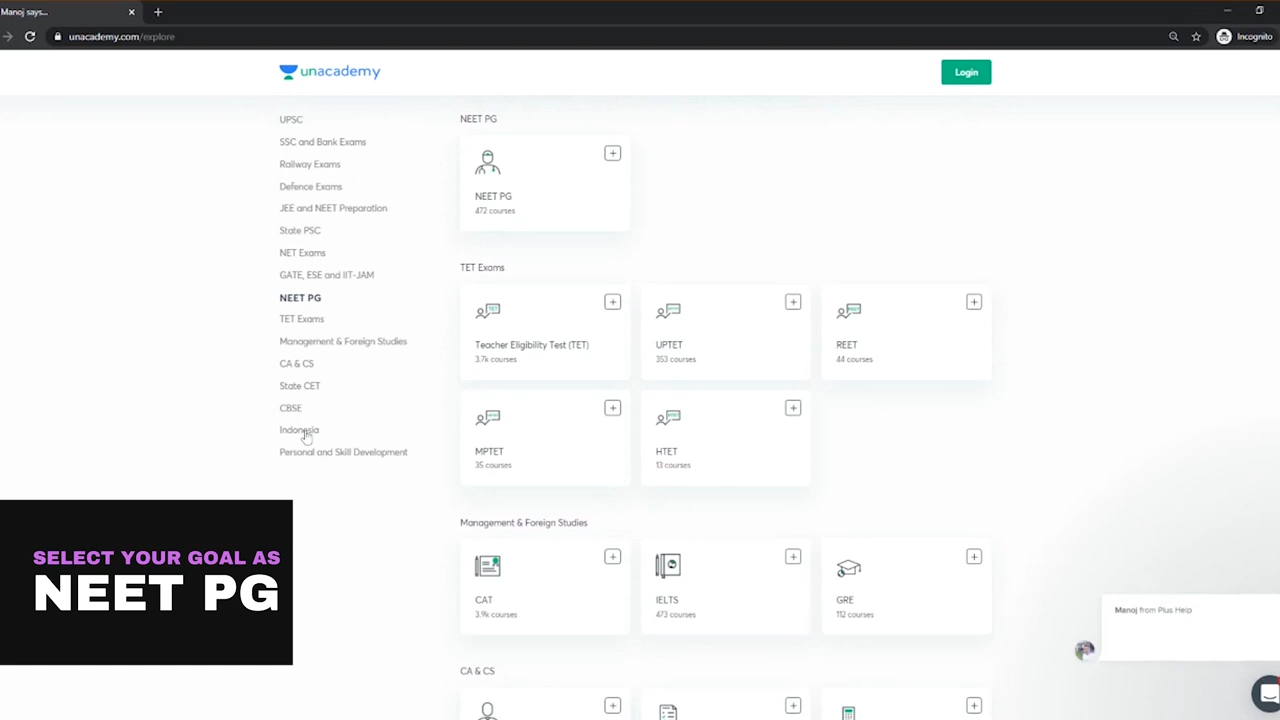 Manoj says...
unacademy.com/explore
Incognito
unacademy
Login
UPSC
SSC and Bank Exams
Railway Exams
Defence Exams
JEE and NEET Preparation
State PSC
NET Exams
GATE, ESE and IIT-JAM
NEET PG
TET Exams
Management & Foreign Studies
CA & CS
State CET
CBSE
Indonesia
Personal and Skill Development
NEET PG
NEET PG
472 courses
TET Exams
Teacher Eligibility Test (TET)
3.7k courses
UPTET
353 courses
REET
44 courses
MPTET
35 courses
HTET
13 courses
Management & Foreign Studies
CAT
3.9k courses
IELTS
473 courses
GRE
112 courses
CA & CS
SELECT YOUR GOAL AS
NEET PG
Manoj from Plus Help